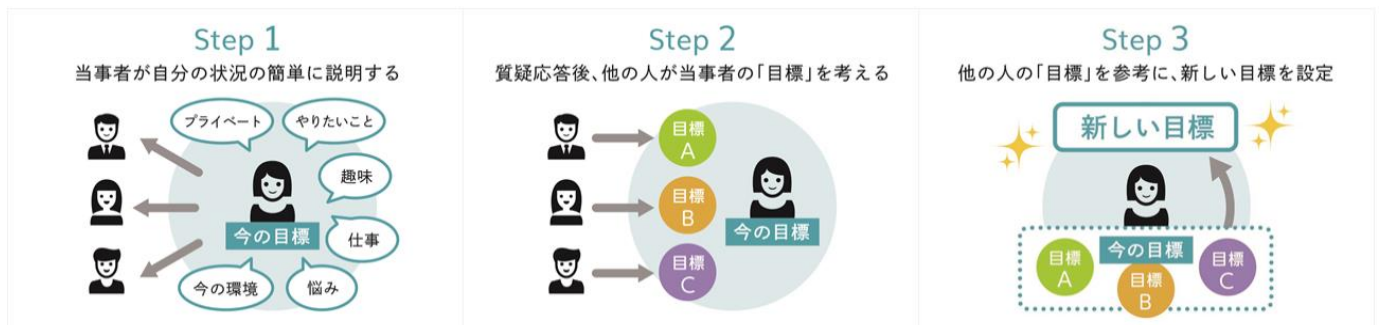 Step 1
当事者が自分の状況の簡単に説明する
プライベート
やりたいこと
趣味
仕事
今の目標
今の環境
悩み
Step 2
質疑応答後、他の人が当事者の「目標」を考える
目標
A
目標
B
今の目標
目標
C
Step 3
他の人の「目標」を参考に、新しい目標を設定
新しい目標
今の目標
目標
A
目標
B
目標
C